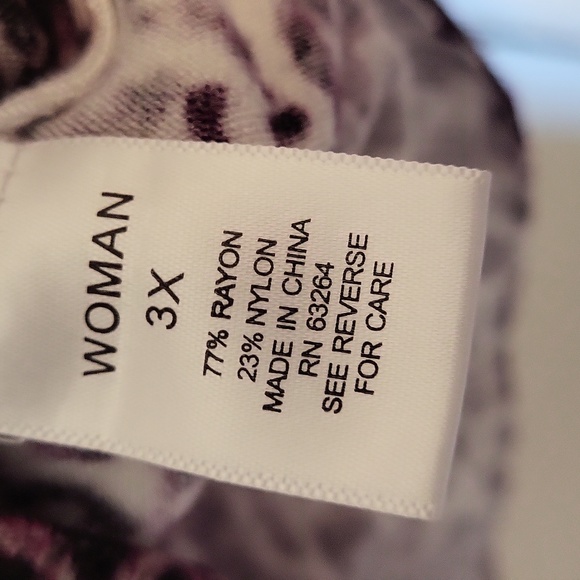 WOMAN
3X
77% RAYON
23% NYLON
MADE IN CHINA
RN 63264
SEE REVERSE
FOR CARE